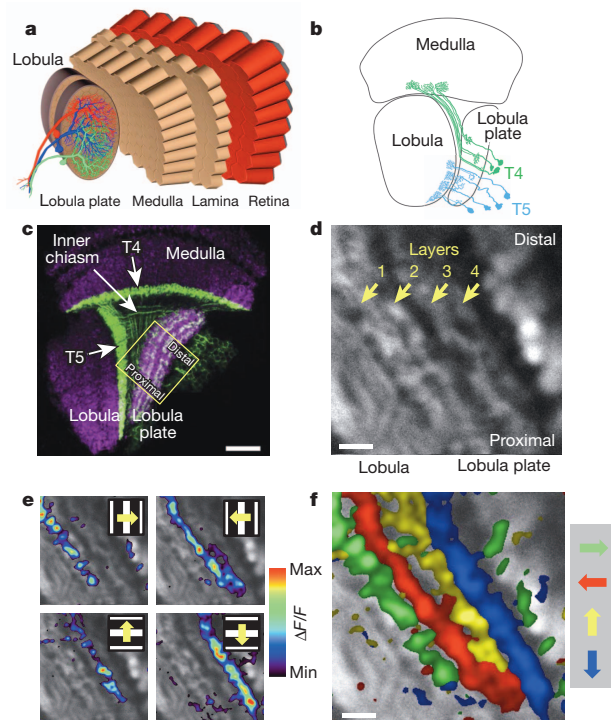 a
Lobula
Lobula plate Medulla Lamina Retina
b
Medulla
Lobula
Lobula
plate
T4
T5
c
Inner
chiasm
T4
Medulla
T5
Distal
Proximal
Lobula
Lobula
plate
d
Distal
Layers
1 2 3 4
Proximal
Lobula Lobula plate
e
Max
ΔF/F
Min
f